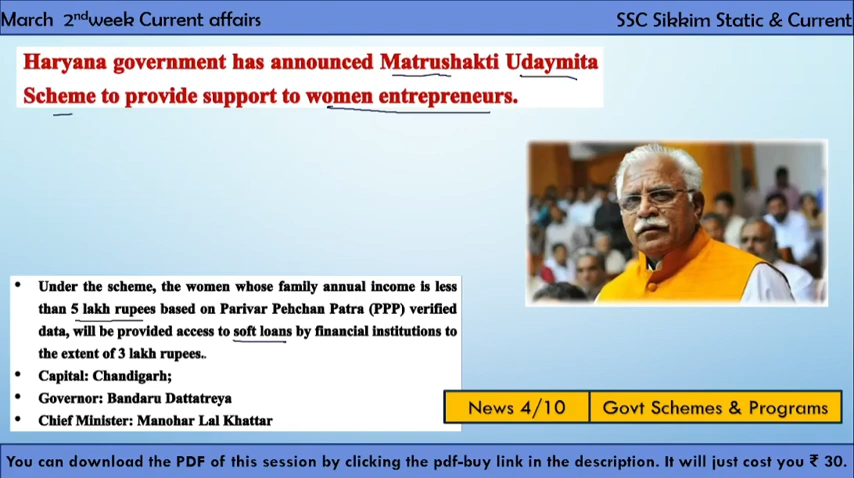 March 2ndweek Current affairs
SSC Sikkim Static & Current
Haryana government has announced Matrushakti Udaymita
Scheme to provide support to women entrepreneurs.
• Under the scheme, the women whose family annual income is less
than 5 lakh rupees based on Parivar Pehchan Patra (PPP) verified
data, will be provided access to soft loans by financial institutions to
the extent of 3 lakh rupees..
• Capital: Chandigarh;
• Governor: Bandaru Dattatreya
• Chief Minister: Manohar Lal Khattar
News 4/10
Govt Schemes & Programs
You can download the PDF of this session by clicking the pdf-buy link in the description. It will just cost you ₹ 30.